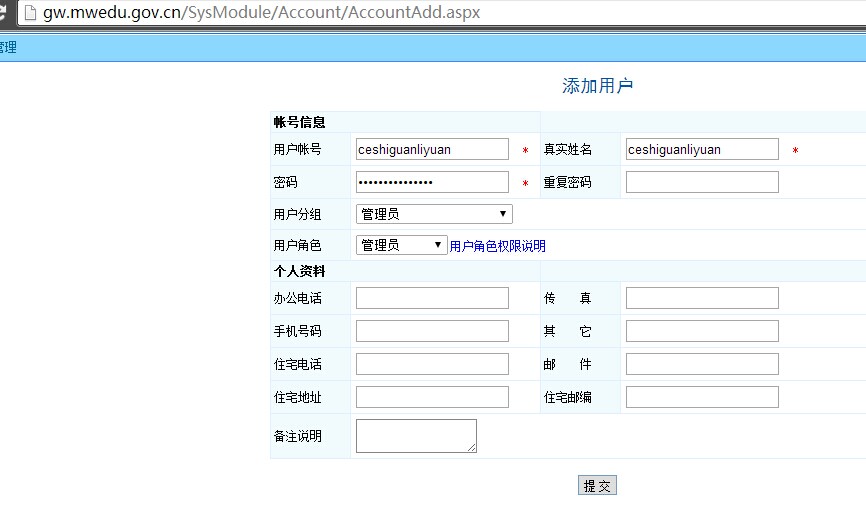 gw.mwedu.gov.cn/SysModule/Account/AccountAdd.aspx
管理
添加用户
帐号信息
用户帐号 ceshiguanliyuan * 真实姓名 ceshiguanliyuan *
密码 ••••••••••••••• * 重复密码
用户分组 管理员
用户角色 管理员 用户角色权限说明
个人资料
办公电话 传 真
手机号码 其 它
住宅电话 邮 件
住宅地址 住宅邮编
备注说明
提 交